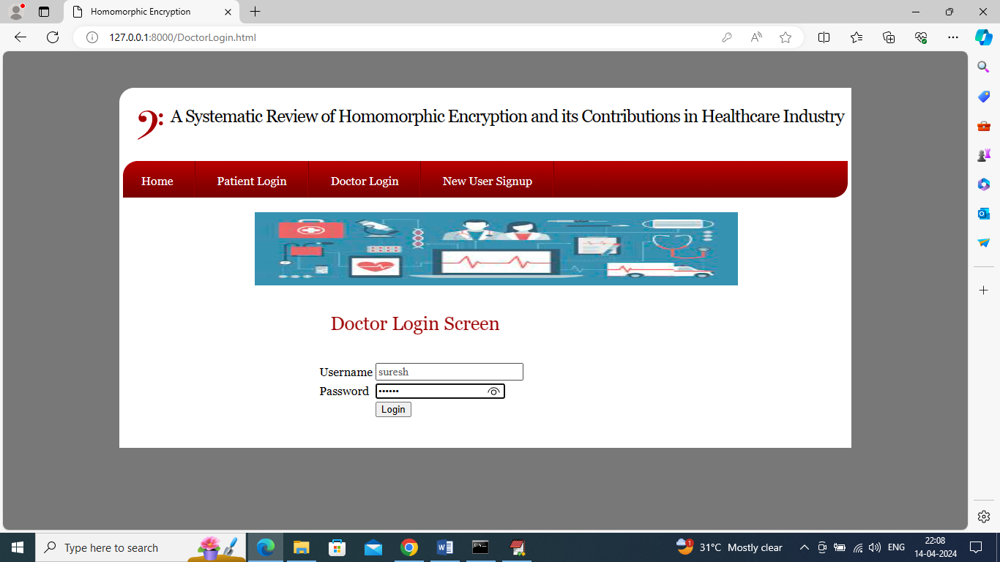 Homomorphic Encryption
127.0.0.1:8000/DoctorLogin.html
A Systematic Review of Homomorphic Encryption and its Contributions in Healthcare Industry
Home Patient Login Doctor Login New User Signup
Doctor Login Screen
Username suresh
Password ••••••
Login
Type here to search
1
31°C Mostly clear
ENG
22:08
14-04-2024